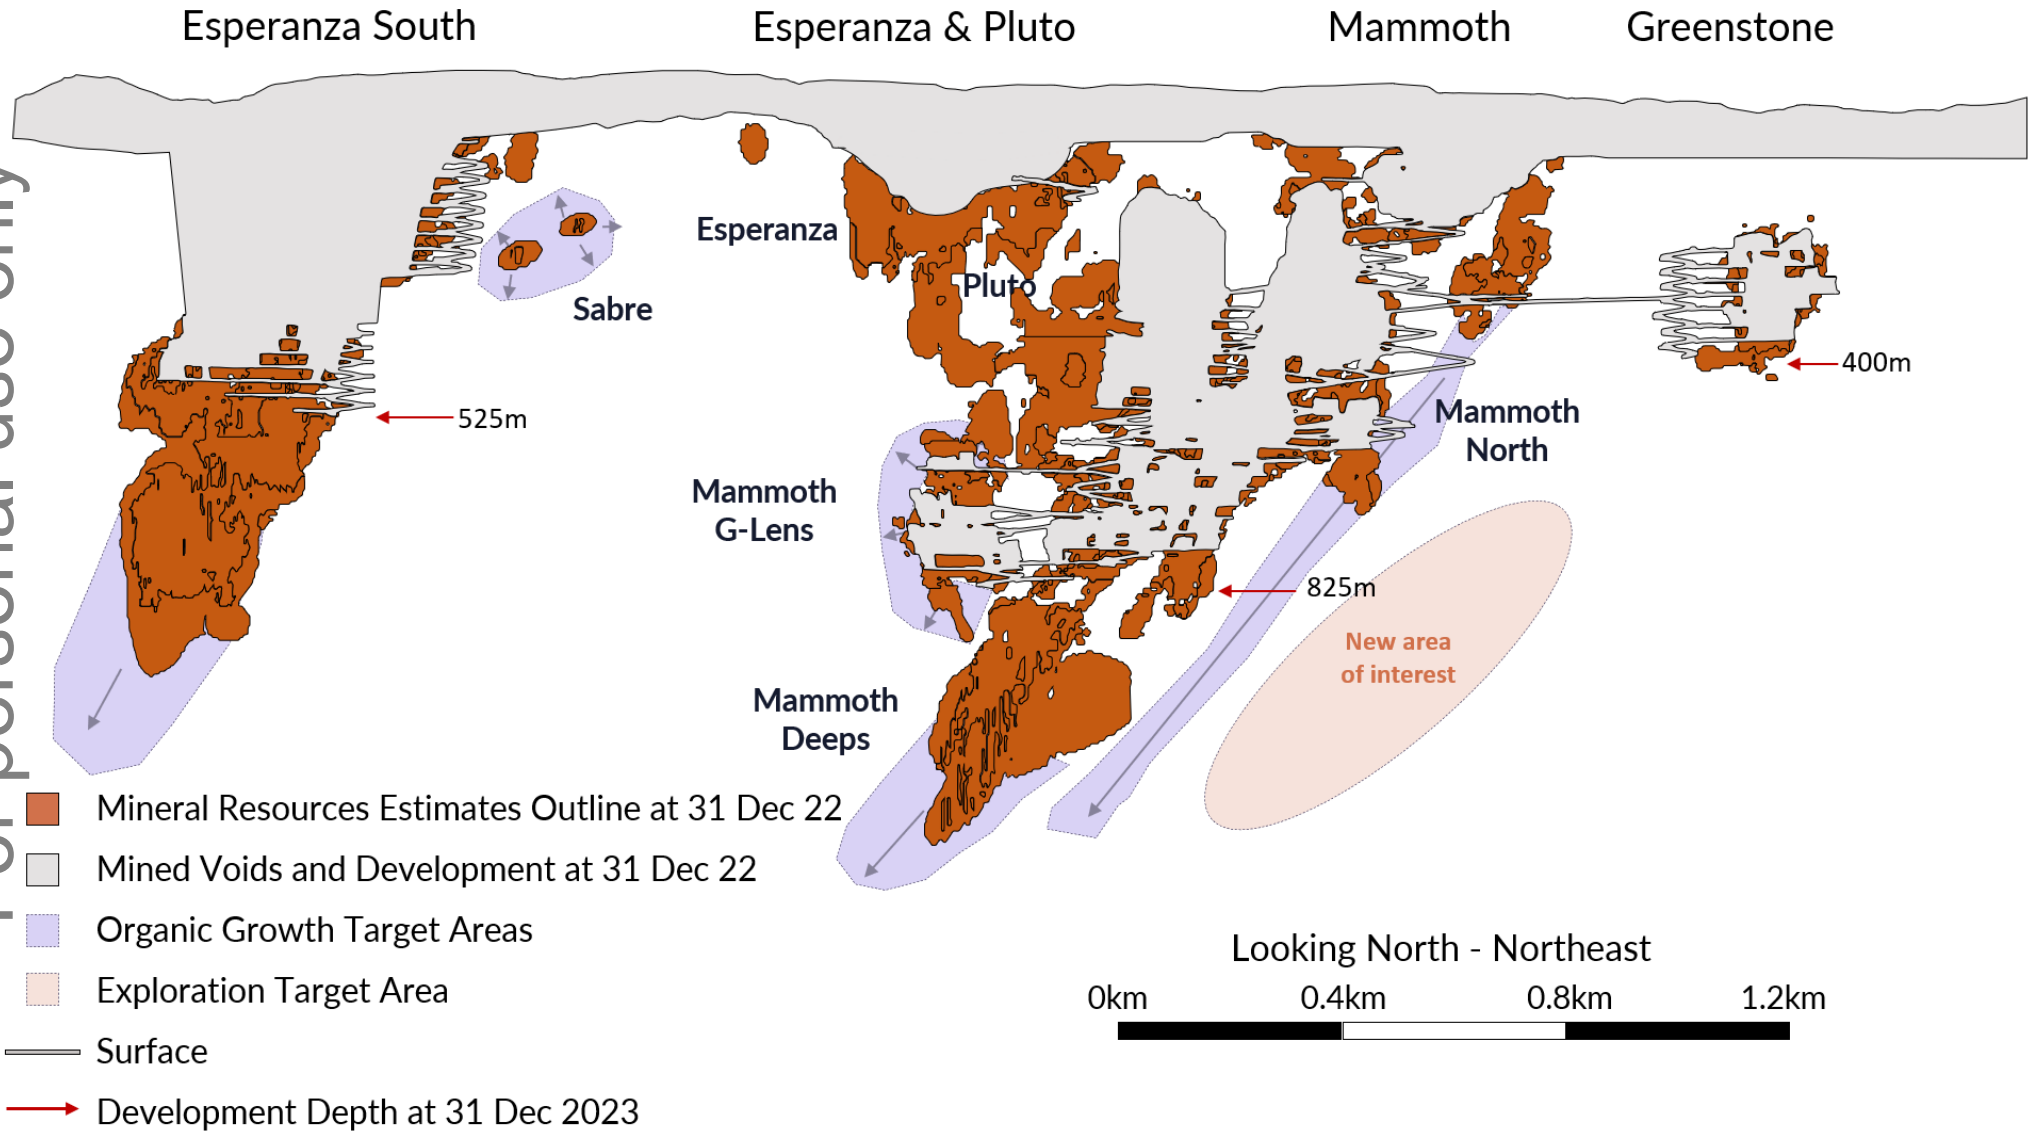 Esperanza South
Esperanza & Pluto
Mammoth
Greenstone
Esperanza
Pluto
Sabre
400m
525m
Mammoth
North
Mammoth
G-Lens
825m
New area
of interest
Mammoth
Deeps
Mineral Resources Estimates Outline at 31 Dec 22
Mined Voids and Development at 31 Dec 22
Organic Growth Target Areas
Exploration Target Area
Surface
Development Depth at 31 Dec 2023
Looking North - Northeast
0km 0.4km 0.8km 1.2km
personal use only